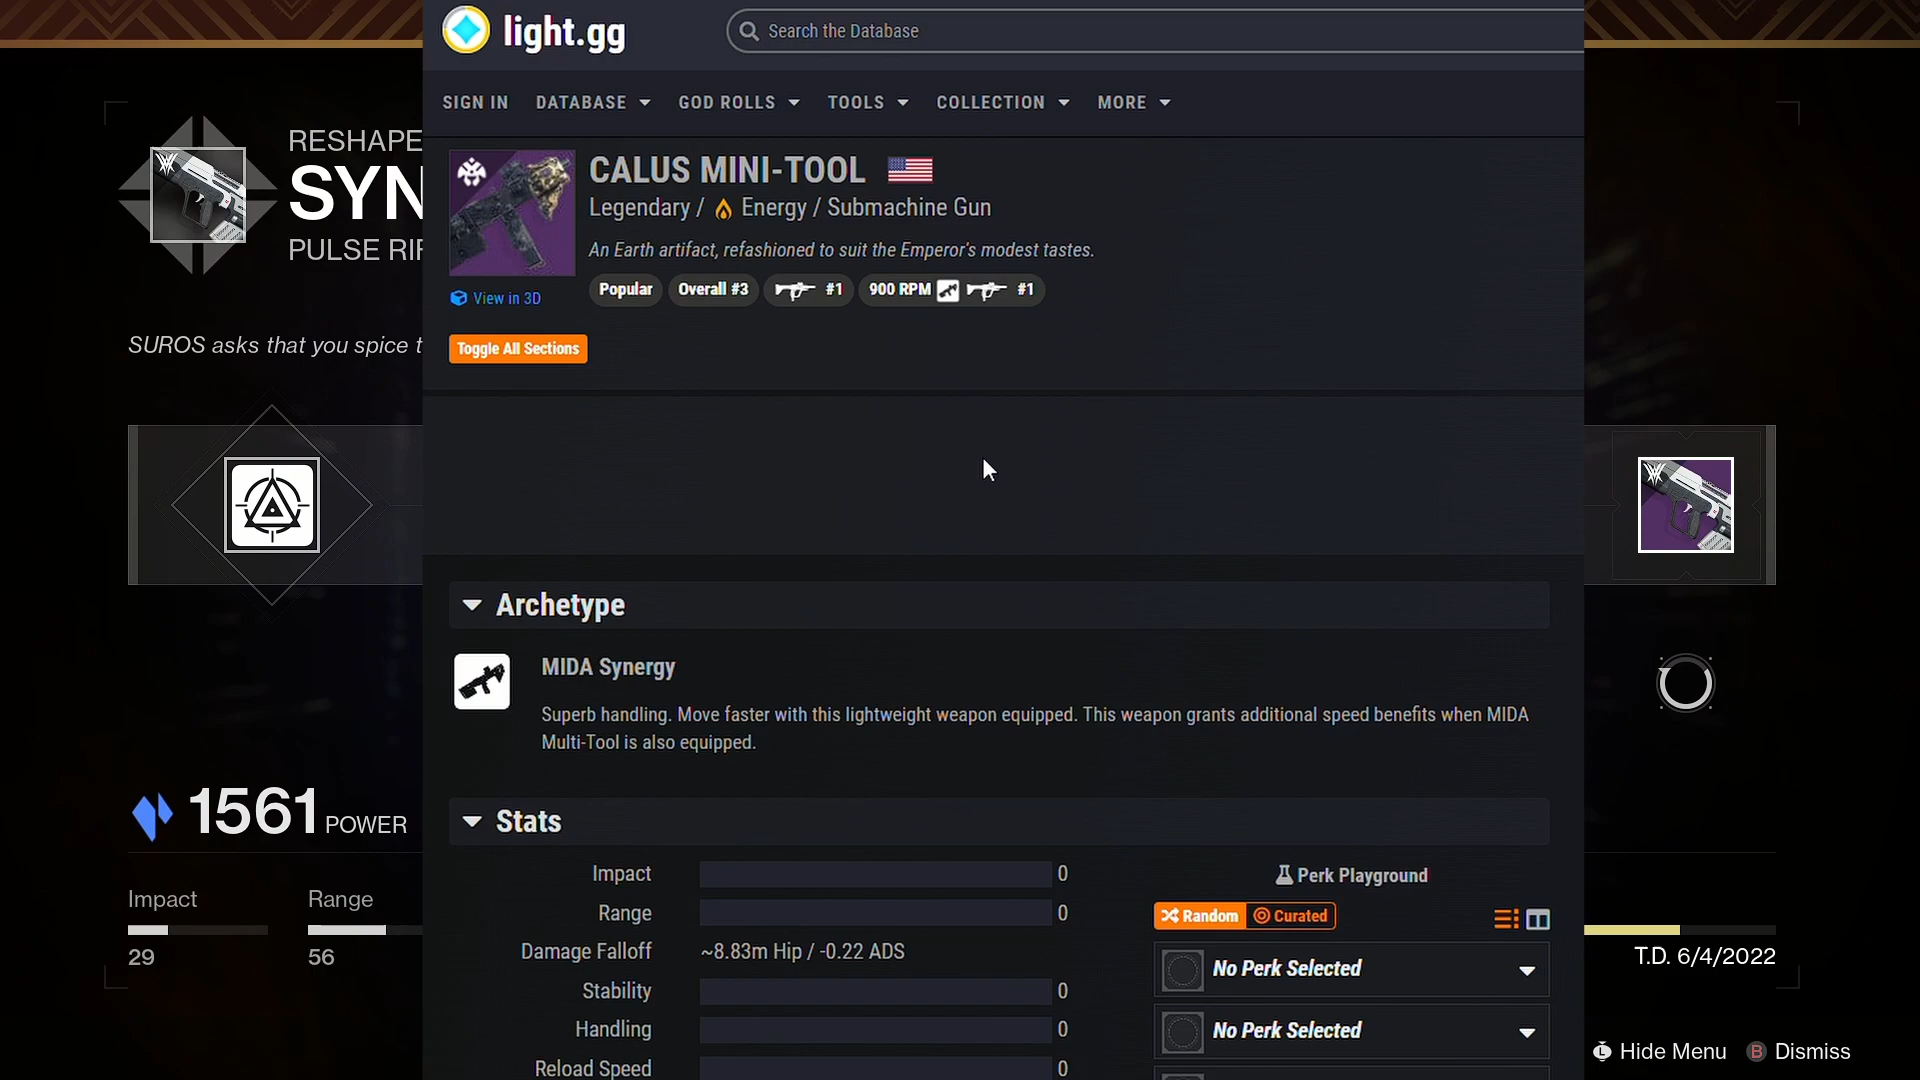 light.gg
Search the Database
SIGN IN DATABASE GOD ROLLS TOOLS COLLECTION MORE
RESHAPE
SYN
PULSE RIF
CALUS MINI-TOOL
Legendary / Energy / Submachine Gun
An Earth artifact, refashioned to suit the Emperor's modest tastes.
View in 3D
Popular Overall #3 #1 900 RPM #1
SUROS asks that you spice t
Toggle All Sections
Archetype
MIDA Synergy
Superb handling. Move faster with this lightweight weapon equipped. This weapon grants additional speed benefits when MIDA
Multi-Tool is also equipped.
1561 POWER
Stats
Impact 0
Range 0
Damage Falloff ~8.83m Hip / -0.22 ADS
Stability 0
Handling 0
Reload Speed 0
Perk Playground
Random Curated
No Perk Selected
No Perk Selected
Impact
29
Range
56
T.D. 6/4/2022
Hide Menu B Dismiss